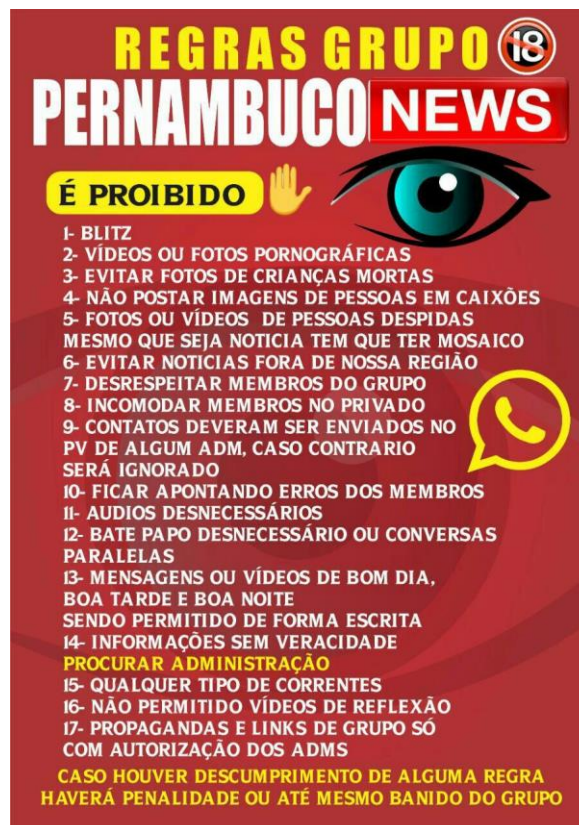 REGRAS GRUPO 18
PERNAMBUCO NEWS
É PROIBIDO
1- BLITZ
2- VÍDEOS OU FOTOS PORNOGRÁFICAS
3- EVITAR FOTOS DE CRIANÇAS MORTAS
4- NÃO POSTAR IMAGENS DE PESSOAS EM CAIXÕES
5- FOTOS OU VÍDEOS DE PESSOAS DESPIDAS
MESMO QUE SEJA NOTICIA TEM QUE TER MOSAICO
6- EVITAR NOTICIAS FORA DE NOSSA REGIÃO
7- DESRESPEITAR MEMBROS DO GRUPO
8- INCOMODAR MEMBROS NO PRIVADO
9- CONTATOS DEVERAM SER ENVIADOS NO
PV DE ALGUM ADM, CASO CONTRARIO
SERÁ IGNORADO
10- FICAR APONTANDO ERROS DOS MEMBROS
11- AUDIOS DESNECESSÁRIOS
12- BATE PAPO DESNECESSÁRIO OU CONVERSAS
PARALELAS
13- MENSAGENS OU VÍDEOS DE BOM DIA,
BOA TARDE E BOA NOITE
SENDO PERMITIDO DE FORMA ESCRITA
14- INFORMAÇÕES SEM VERACIDADE
PROCURAR ADMINISTRAÇÃO
15- QUALQUER TIPO DE CORRENTES
16- NÃO PERMITIDO VÍDEOS DE REFLEXÃO
17- PROPAGANDAS E LINKS DE GRUPO SÓ
COM AUTORIZAÇÃO DOS ADMS
CASO HOUVER DESCUMPRIMENTO DE ALGUMA REGRA
HAVERÁ PENALIDADE OU ATÉ MESMO BANIDO DO GRUPO